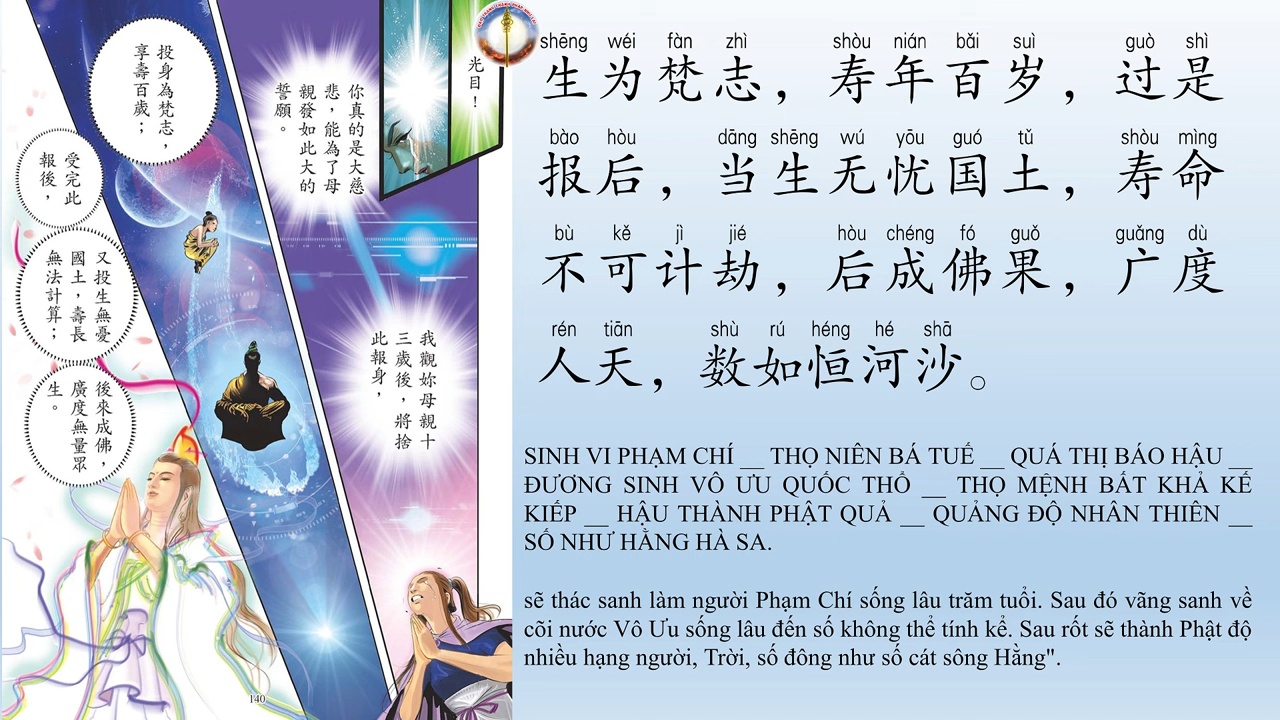 光目！
你真的是大慈
悲，能為了母
親發如此大的
誓願。
我觀妳母親十
三歲後，將捨
此報身，
投身為梵志，
享壽百歲；
受完此
報後，
又投生無憂
國土，壽長
無法計算；
後來成佛，
廣度無量眾
生。
140
shēng wéi fàn zhì shòu nián bǎi suì guò shì
生为梵志，寿年百岁，过是
bào hòu dāng shēng wú yōu guó tǔ shòu mìng
报后，当生无忧国土，寿命
bù kě jì jié hòu chéng fó guǒ guǎng dù
不可计劫，后成佛果，广度
rén tiān shù rú héng hé shā
人天，数如恒河沙。
SINH VI PHẠM CHÍ __ THỌ NIÊN BÁ TUẾ __ QUÁ THỊ BÁO HẬU __
ĐƯƠNG SINH VÔ ƯU QUỐC THỔ __ THỌ MỆNH BẤT KHẢ KẾ
KIẾP __ HẬU THÀNH PHẬT QUẢ __ QUẢNG ĐỘ NHÂN THIÊN __
SỐ NHƯ HẰNG HÀ SA.
sẽ thác sanh làm người Phạm Chí sống lâu trăm tuổi. Sau đó vãng sanh về
cõi nước Vô Ưu sống lâu đến số không thể tính kể. Sau rốt sẽ thành Phật độ
nhiều hạng người, Trời, số đóng như số cát sông Hằng".